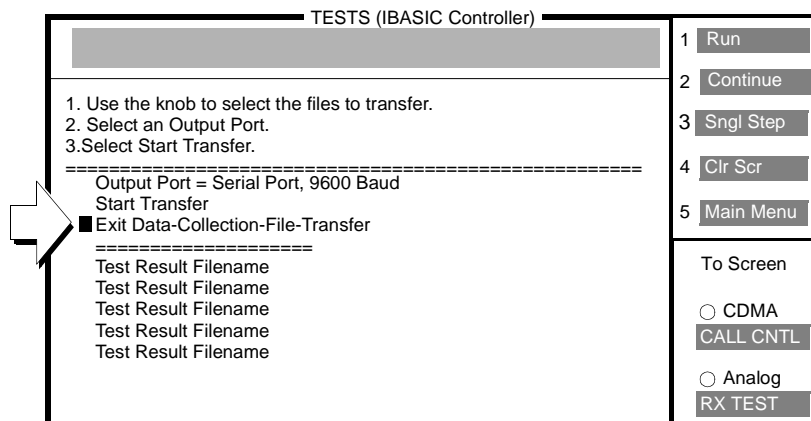 TESTS (IBASIC Controller)
1. Use the knob to select the files to transfer.
2. Select an Output Port.
3.Select Start Transfer.
=====================================================
Output Port = Serial Port, 9600 Baud
Start Transfer
Exit Data-Collection-File-Transfer
====================
Test Result Filename
Test Result Filename
Test Result Filename
Test Result Filename
Test Result Filename
1 Run
2 Continue
3 Sngl Step
4 Clr Scr
5 Main Menu
To Screen
CDMA
CALL CNTL
Analog
RX TEST